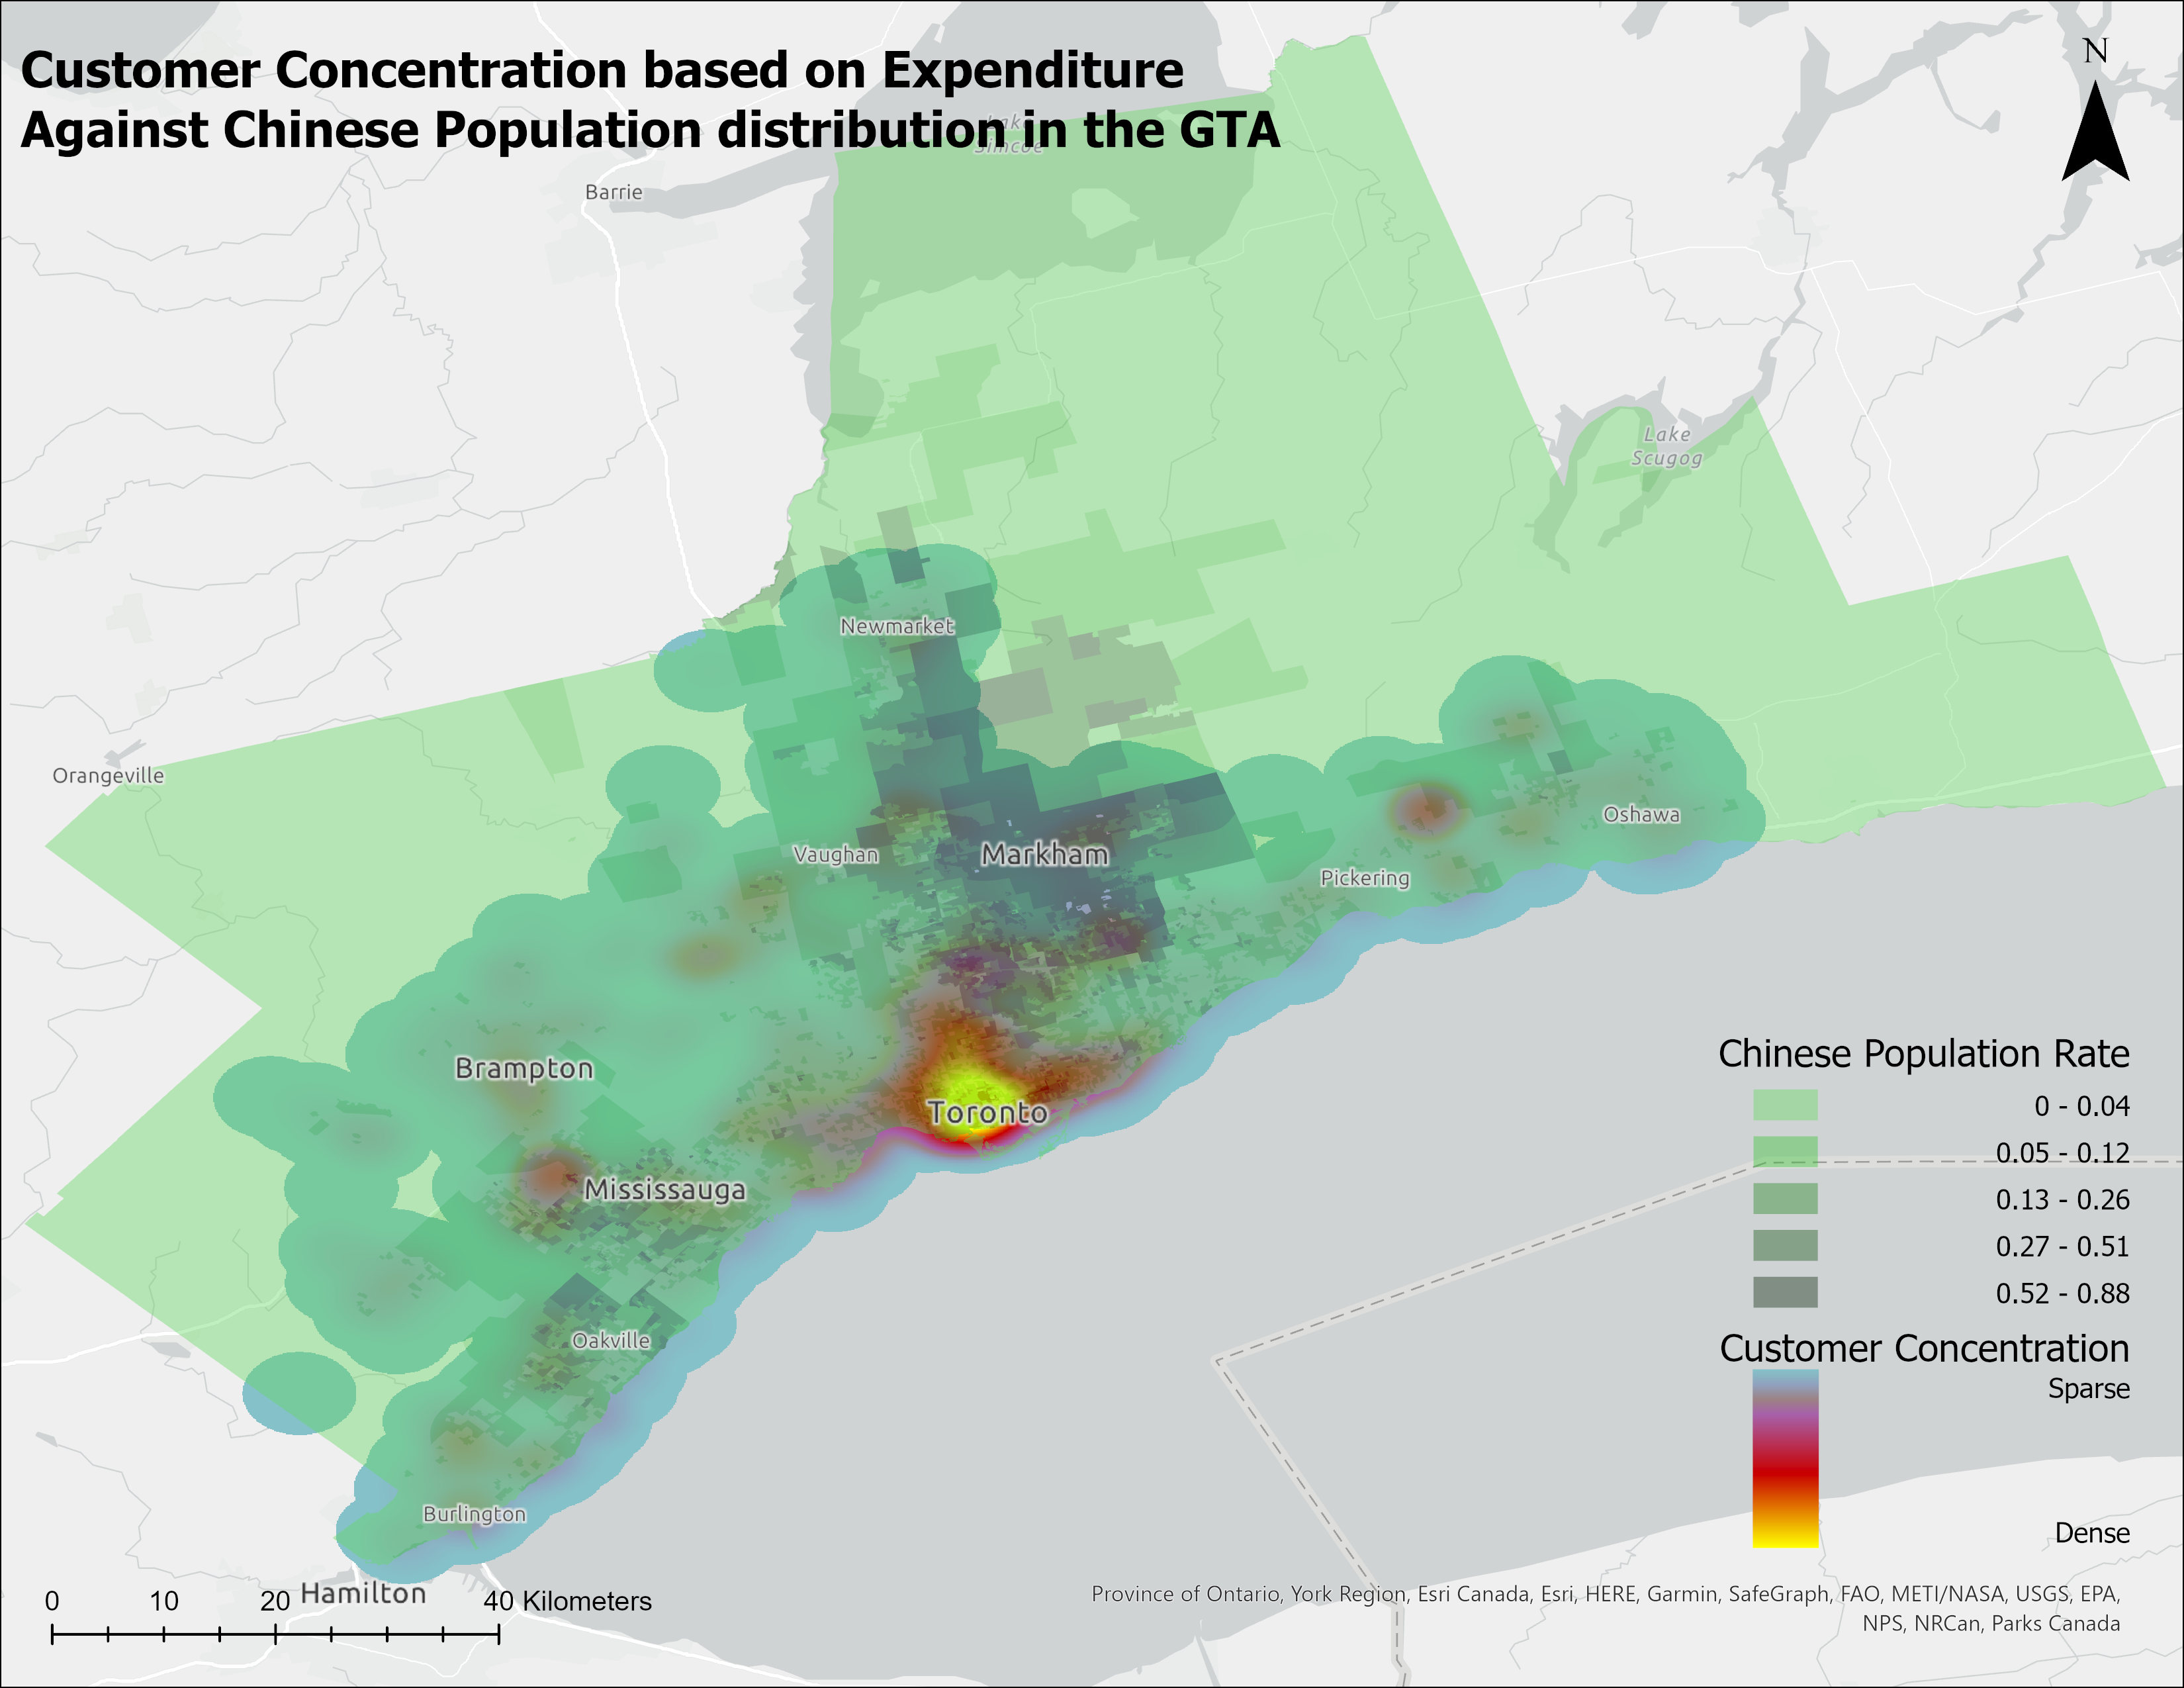 Customer Concentration based on Expenditure
Against Chinese Population distribution in the GTA
N
Lake
Simcoe
Barrie
Lake
Scugog
Newmarket
Orangeville
Oshawa
Vaughan
Markham
Pickering
Brampton
Toronto
Mississauga
Oakville
Burlington
Hamilton
Chinese Population Rate
0 - 0.04
0.05 - 0.12
0.13 - 0.26
0.27 - 0.51
0.52 - 0.88
Customer Concentration
Sparse
Dense
0 10 20 40 Kilometers
Province of Ontario, York Region, Esri Canada, Esri, HERE, Garmin, SafeGraph, FAO, METI/NASA, USGS, EPA,
NPS, NRCan, Parks Canada